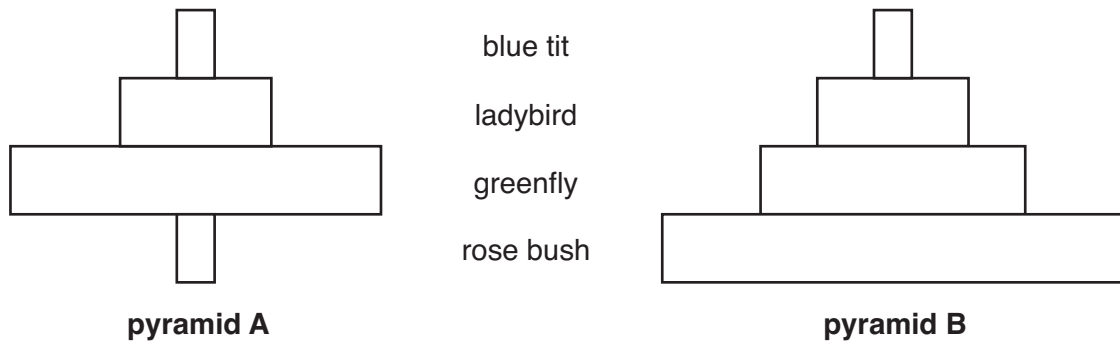 blue tit
ladybird
greenfly
rose bush
pyramid A
pyramid B